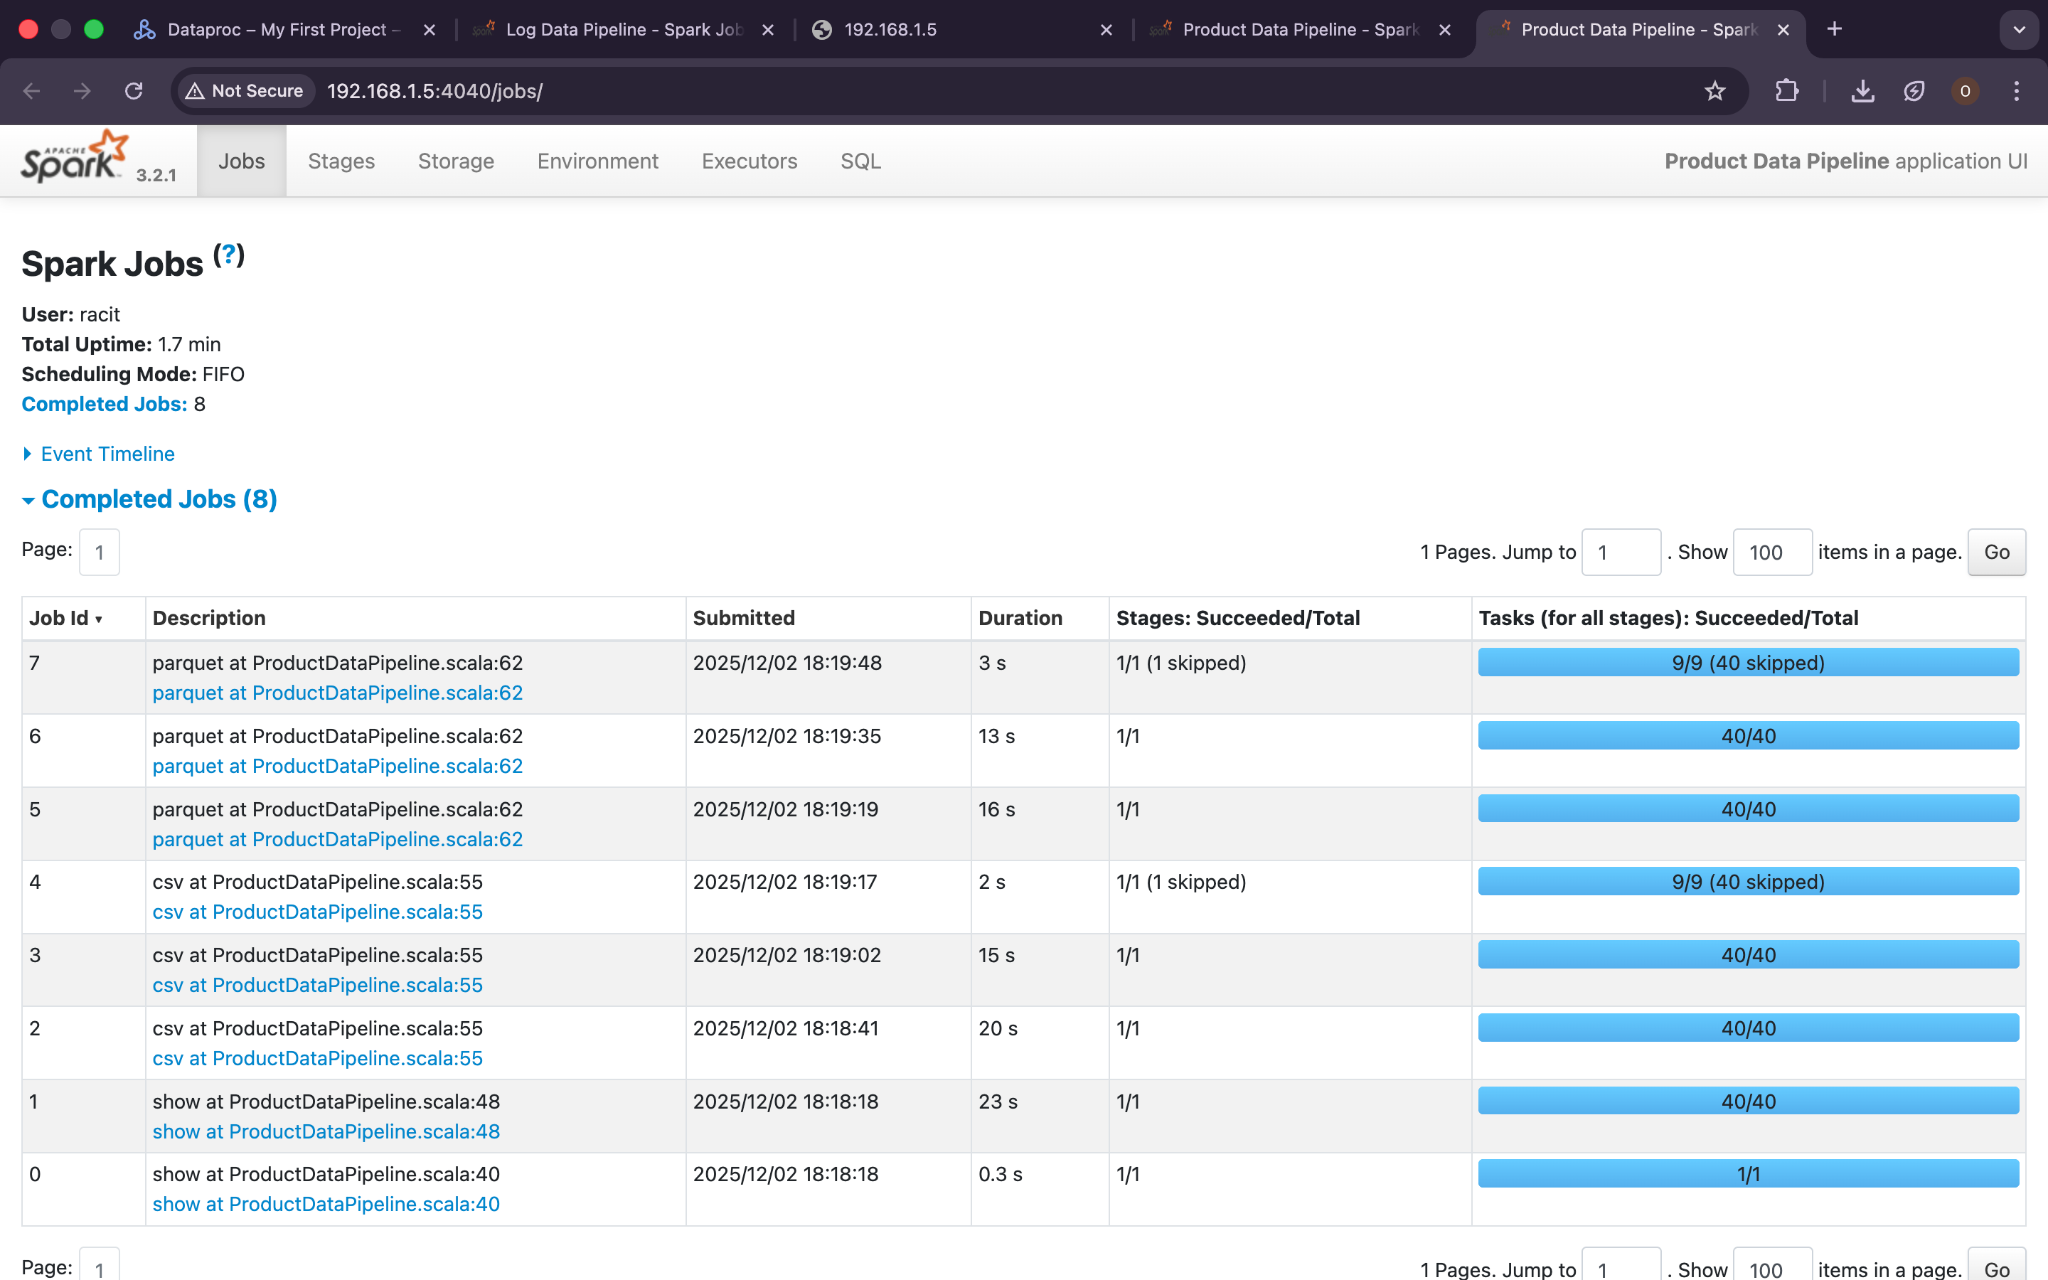 Dataproc – My First Project –
Log Data Pipeline - Spark Job
192.168.1.5
Product Data Pipeline - Spark
Product Data Pipeline - Spark
Not Secure
192.168.1.5:4040/jobs/
O
APACHE
Spark 3.2.1
Jobs
Stages
Storage
Environment
Executors
SQL
Product Data Pipeline application UI
Spark Jobs (?)
User: racit
Total Uptime: 1.7 min
Scheduling Mode: FIFO
Completed Jobs: 8
Event Timeline
Completed Jobs (8)
Page: 1
1 Pages. Jump to 1 . Show 100 items in a page. Go
Job Id ▾ Description Submitted Duration Stages: Succeeded/Total Tasks (for all stages): Succeeded/Total
7 parquet at ProductDataPipeline.scala:62 2025/12/02 18:19:48 3 s 1/1 (1 skipped) 9/9 (40 skipped)
parquet at ProductDataPipeline.scala:62
6 parquet at ProductDataPipeline.scala:62 2025/12/02 18:19:35 13 s 1/1 40/40
parquet at ProductDataPipeline.scala:62
5 parquet at ProductDataPipeline.scala:62 2025/12/02 18:19:19 16 s 1/1 40/40
parquet at ProductDataPipeline.scala:62
4 csv at ProductDataPipeline.scala:55 2025/12/02 18:19:17 2 s 1/1 (1 skipped) 9/9 (40 skipped)
csv at ProductDataPipeline.scala:55
3 csv at ProductDataPipeline.scala:55 2025/12/02 18:19:02 15 s 1/1 40/40
csv at ProductDataPipeline.scala:55
2 csv at ProductDataPipeline.scala:55 2025/12/02 18:18:41 20 s 1/1 40/40
csv at ProductDataPipeline.scala:55
1 show at ProductDataPipeline.scala:48 2025/12/02 18:18:18 23 s 1/1 40/40
show at ProductDataPipeline.scala:48
0 show at ProductDataPipeline.scala:40 2025/12/02 18:18:18 0.3 s 1/1 1/1
show at ProductDataPipeline.scala:40
Page: 1
1 Pages. Jump to 1 . Show 100 items in a page. Go